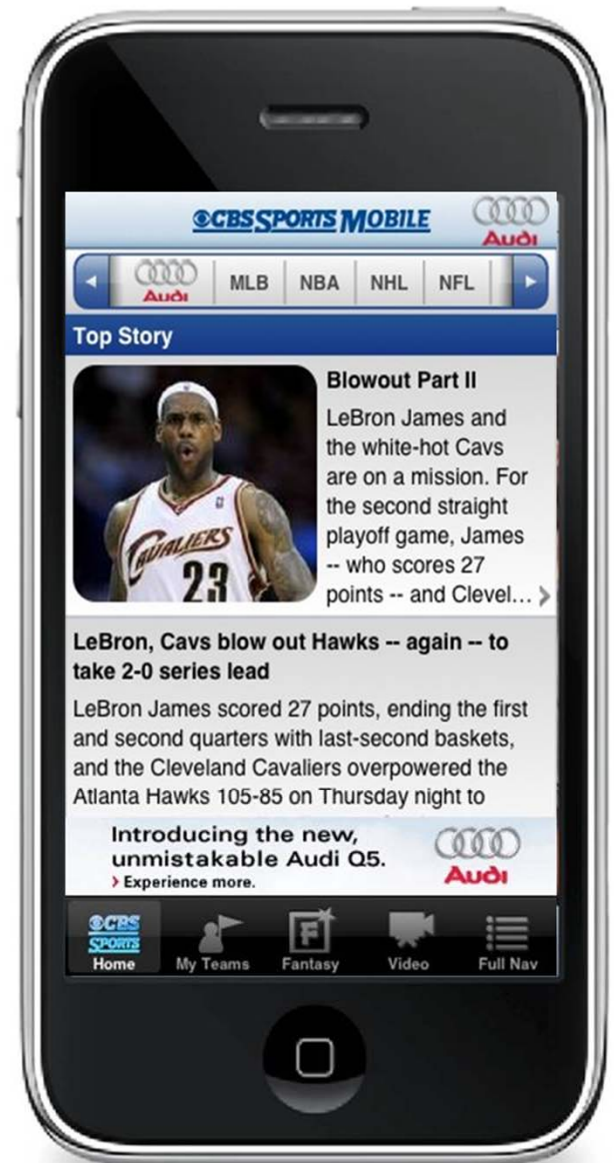 CBS SPORTS MOBILE
Audi
Audi MLB NBA NHL NFL
Top Story
CAVALIERS
23
Blowout Part II
LeBron James and
the white-hot Cavs
are on a mission. For
the second straight
playoff game, James
-- who scores 27
points -- and Clevel...
LeBron, Cavs blow out Hawks -- again -- to
take 2-0 series lead
LeBron James scored 27 points, ending the first
and second quarters with last-second baskets,
and the Cleveland Cavaliers overpowered the
Atlanta Hawks 105-85 on Thursday night to
Introducing the new,
unmistakable Audi Q5.
Experience more.
Audi
CBS
SPORTS
Home My Teams Fantasy Video Full Nav
F